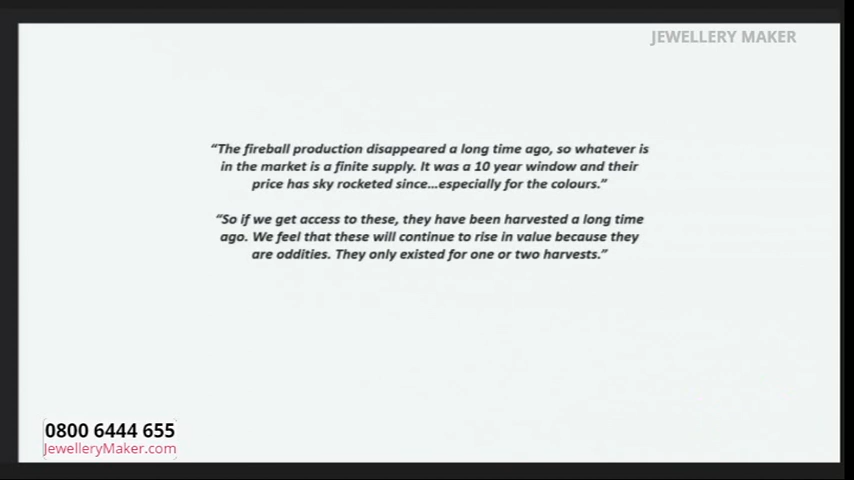 JEWELLERY MAKER
“The fireball production disappeared a long time ago, so whatever is
in the market is a finite supply. It was a 10 year window and their
price has sky rocketed since...especially for the colours.”
“So if we get access to these, they have been harvested a long time
ago. We feel that these will continue to rise in value because they
are oddities. They only existed for one or two harvests.”
0800 6444 655
JewelleryMaker.com